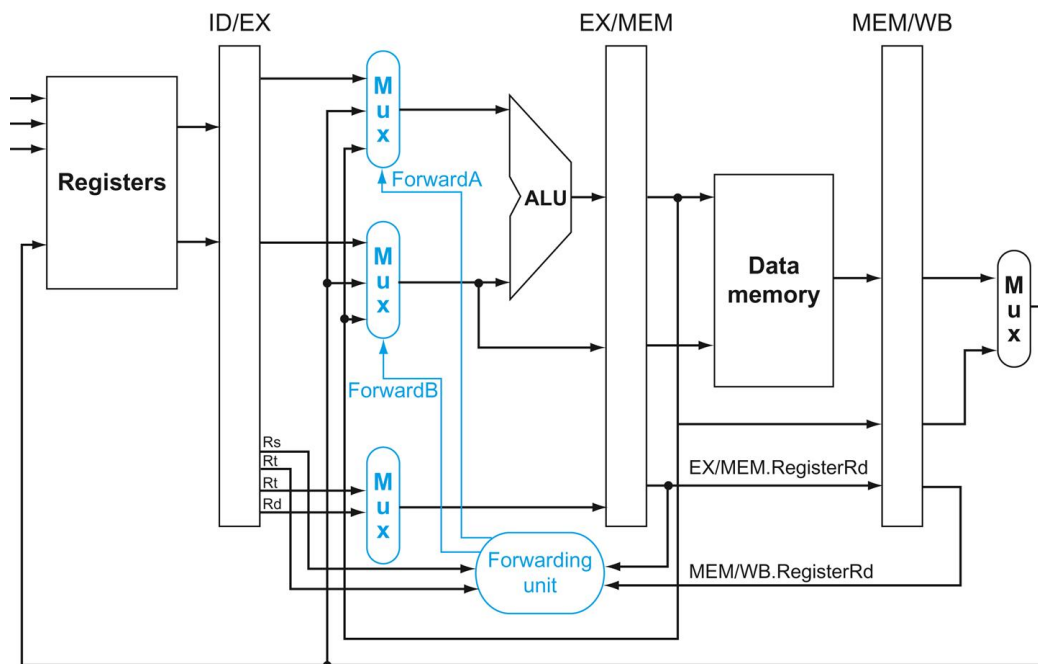 ID/EX
EX/MEM
MEM/WB
Registers
Mux
ForwardA
ALU
Mux
ForwardB
Data
memory
Mux
Rs
Rt
Rt
Rd
Mux
EX/MEM.RegisterRd
Forwarding
unit
MEM/WB.RegisterRd